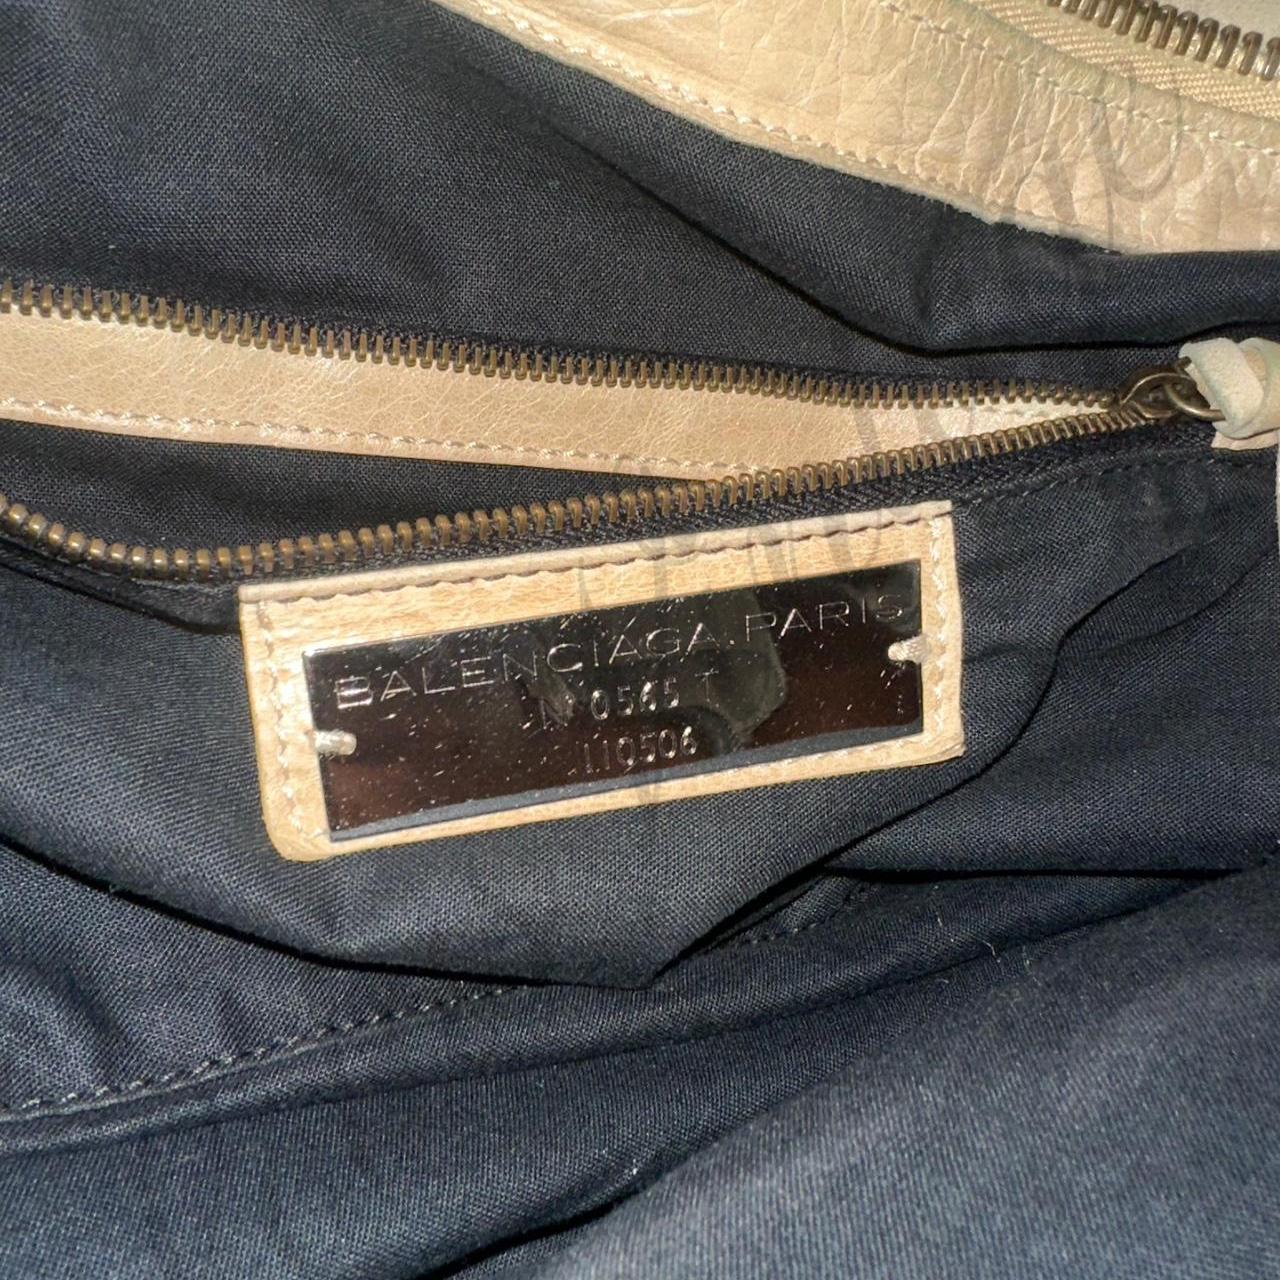 BALENCIAGA.PARIS
N° 0565 T
110506